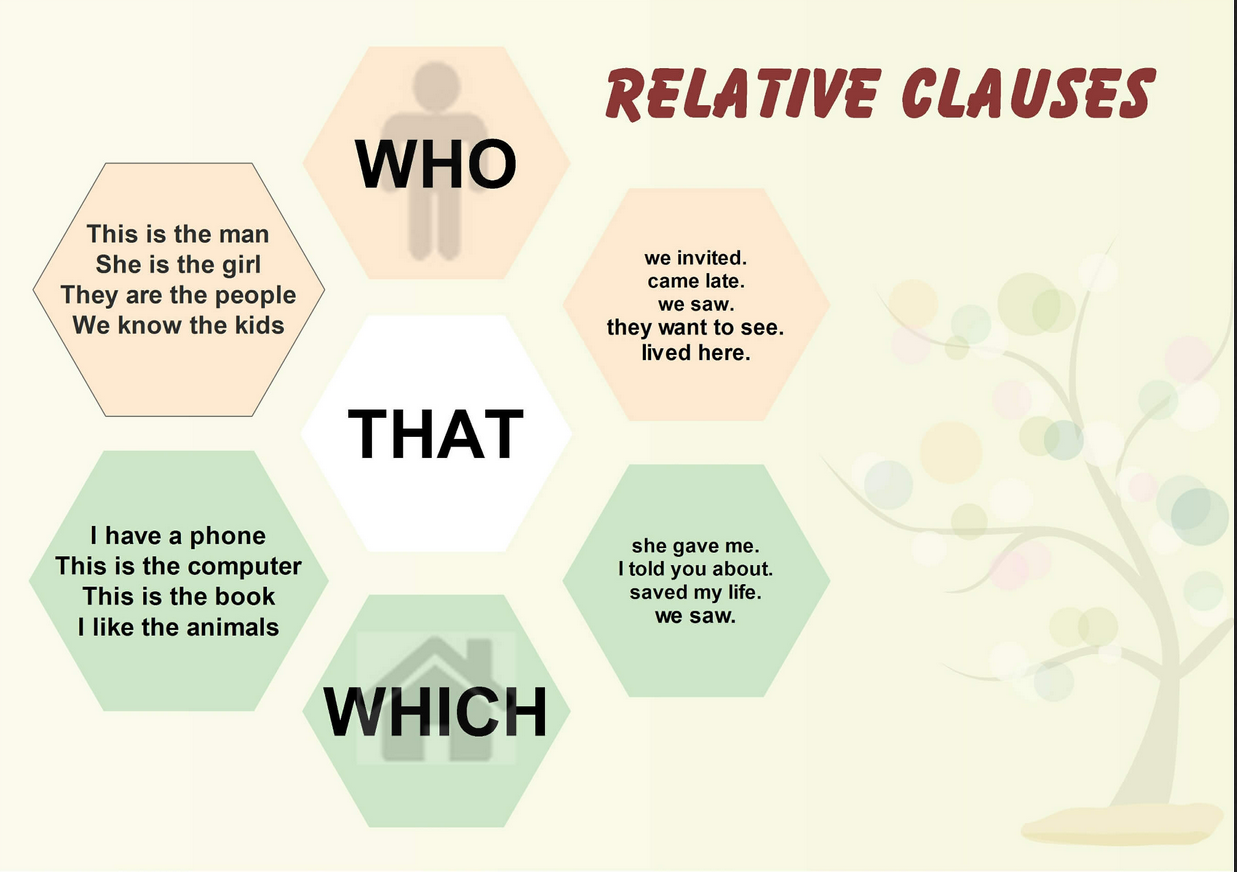 RELATIVE CLAUSES
WHO
This is the man
She is the girl
They are the people
We know the kids
we invited.
came late.
we saw.
they want to see.
lived here.
THAT
I have a phone
This is the computer
This is the book
I like the animals
she gave me.
I told you about.
saved my life.
we saw.
WHICH